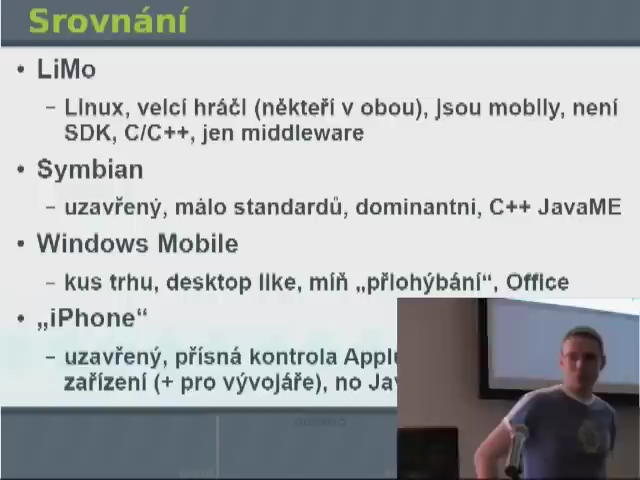 Srovnání
• LiMo
– Linux, velcí hráči (někteří v obou), jsou mobily, není
SDK, C/C++, jen middleware
• Symbian
– uzavřený, málo standardů, dominantní, C++ JavaME
• Windows Mobile
– kus trhu, desktop like, míň „přiohýbání“, Office
• „iPhone“
– uzavřený, přísná kontrola
zařízení (+ pro vývojáře), no